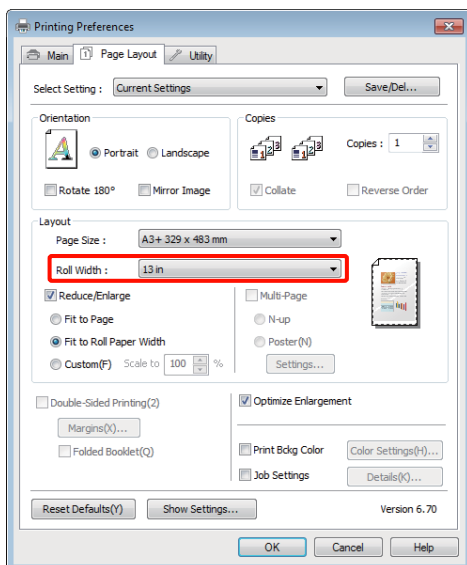 Printing Preferences
Main Page Layout Utility
Select Setting : Current Settings Save/Del...
Orientation
Portrait Landscape
Rotate 180° Mirror Image
Copies
Copies : 1
Collate Reverse Order
Layout
Page Size : A3+ 329 x 483 mm
Roll Width : 13 in
Reduce/Enlarge
Fit to Page
Fit to Roll Paper Width
Custom(F) Scale to 100 %
Multi-Page
N-up
Poster(N)
Settings...
Double-Sided Printing(2)
Margins(X)...
Folded Booklet(Q)
Optimize Enlargement
Print Bckg Color Color Settings(H)...
Job Settings Details(K)...
Reset Defaults(Y) Show Settings... Version 6.70
OK Cancel Help